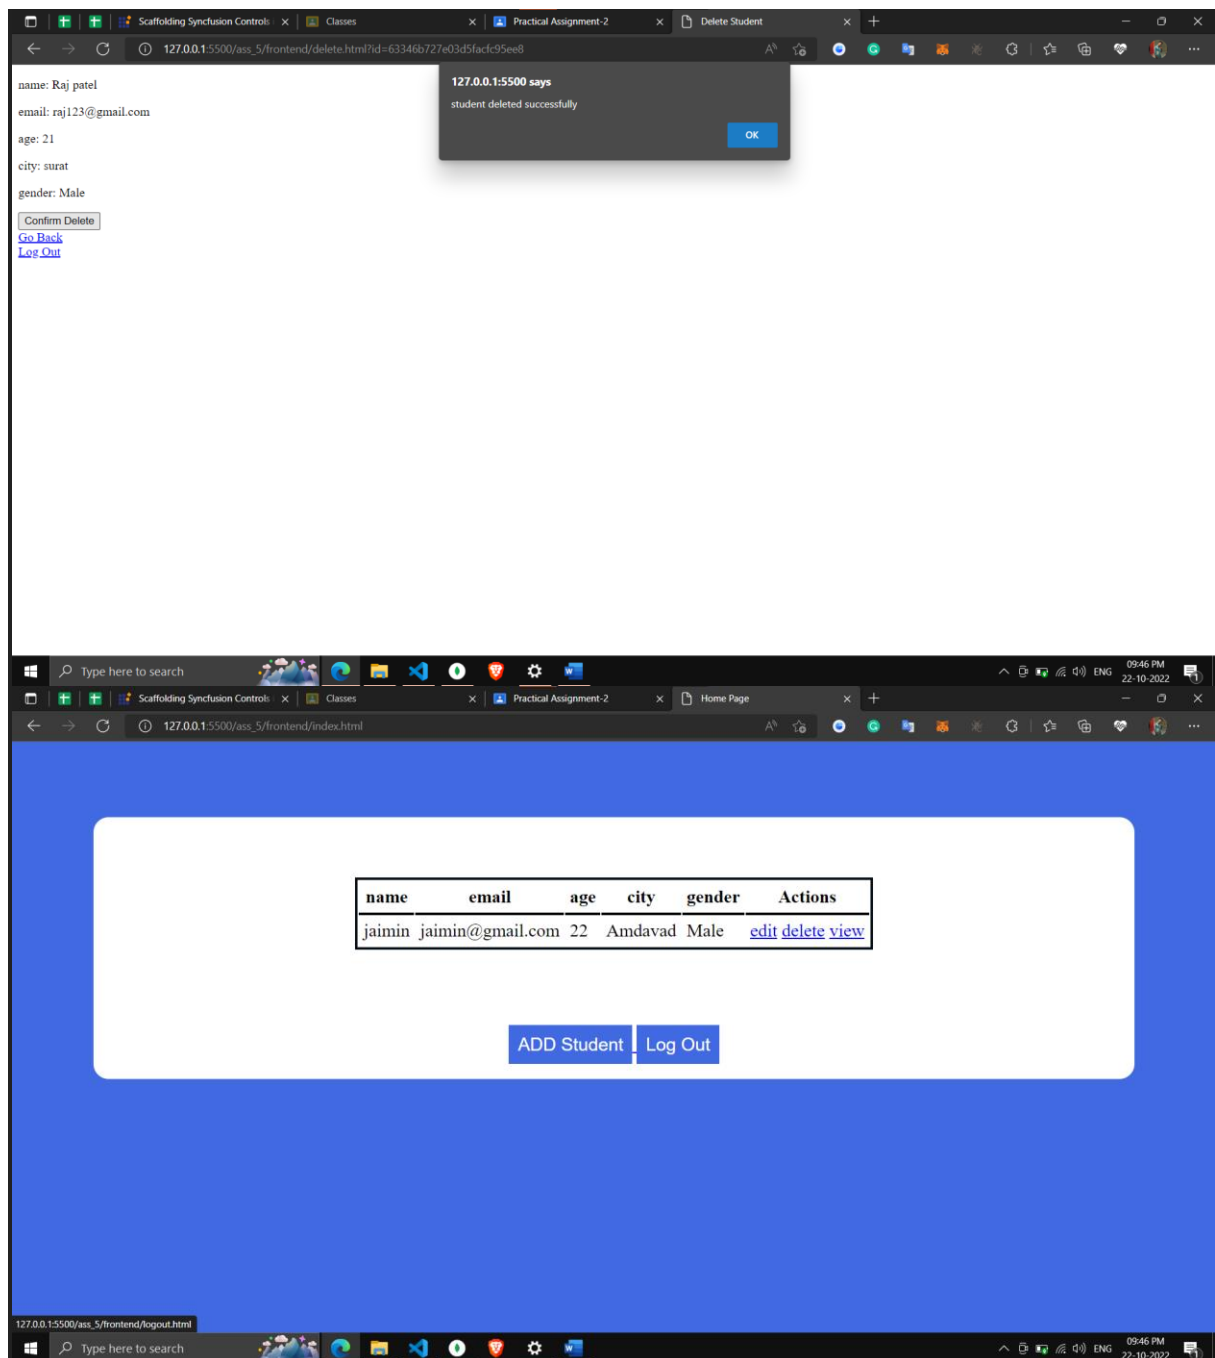 Scaffolding Syncfusion Controls
Classes
Practical Assignment-2
Delete Student
127.0.0.1:5500/ass_5/frontend/delete.html?id=63346b727e03d5facfc95ee8
127.0.0.1:5500 says
student deleted successfully
OK
name: Raj patel
email: raj123@gmail.com
age: 21
city: surat
gender: Male
Confirm Delete
Go Back
Log Out
Type here to search
ENG
09:46 PM
22-10-2022
Scaffolding Syncfusion Controls
Classes
Practical Assignment-2
Home Page
127.0.0.1:5500/ass_5/frontend/index.html
name email age city gender Actions
jaimin jaimin@gmail.com 22 Amdavad Male edit delete view
ADD Student Log Out
127.0.0.1:5500/ass_5/frontend/logout.html
Type here to search
ENG
09:46 PM
22-10-2022